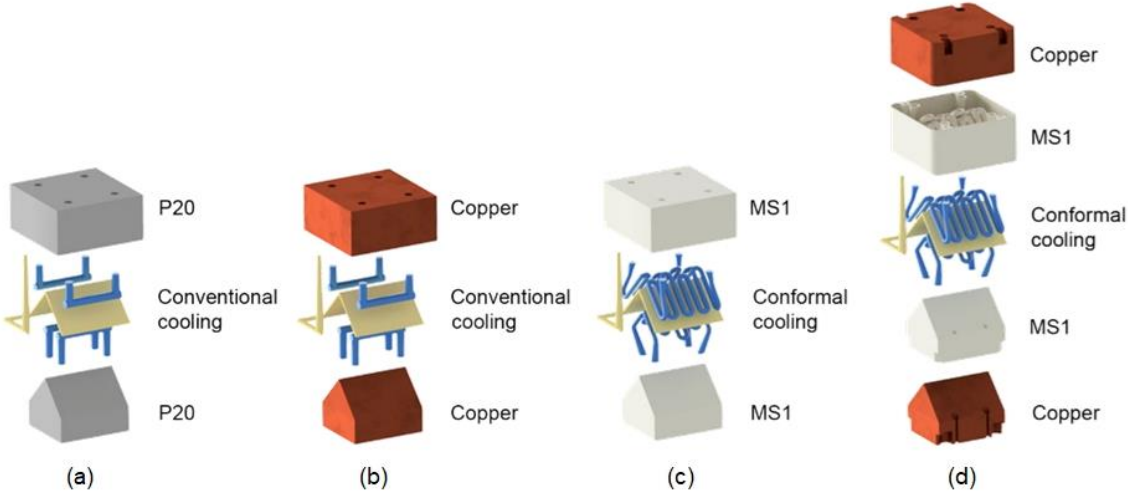 P20
Conventional
cooling
P20
(a)
Copper
Conventional
cooling
Copper
(b)
MS1
Conformal
cooling
MS1
(c)
Copper
MS1
Conformal
cooling
MS1
Copper
(d)